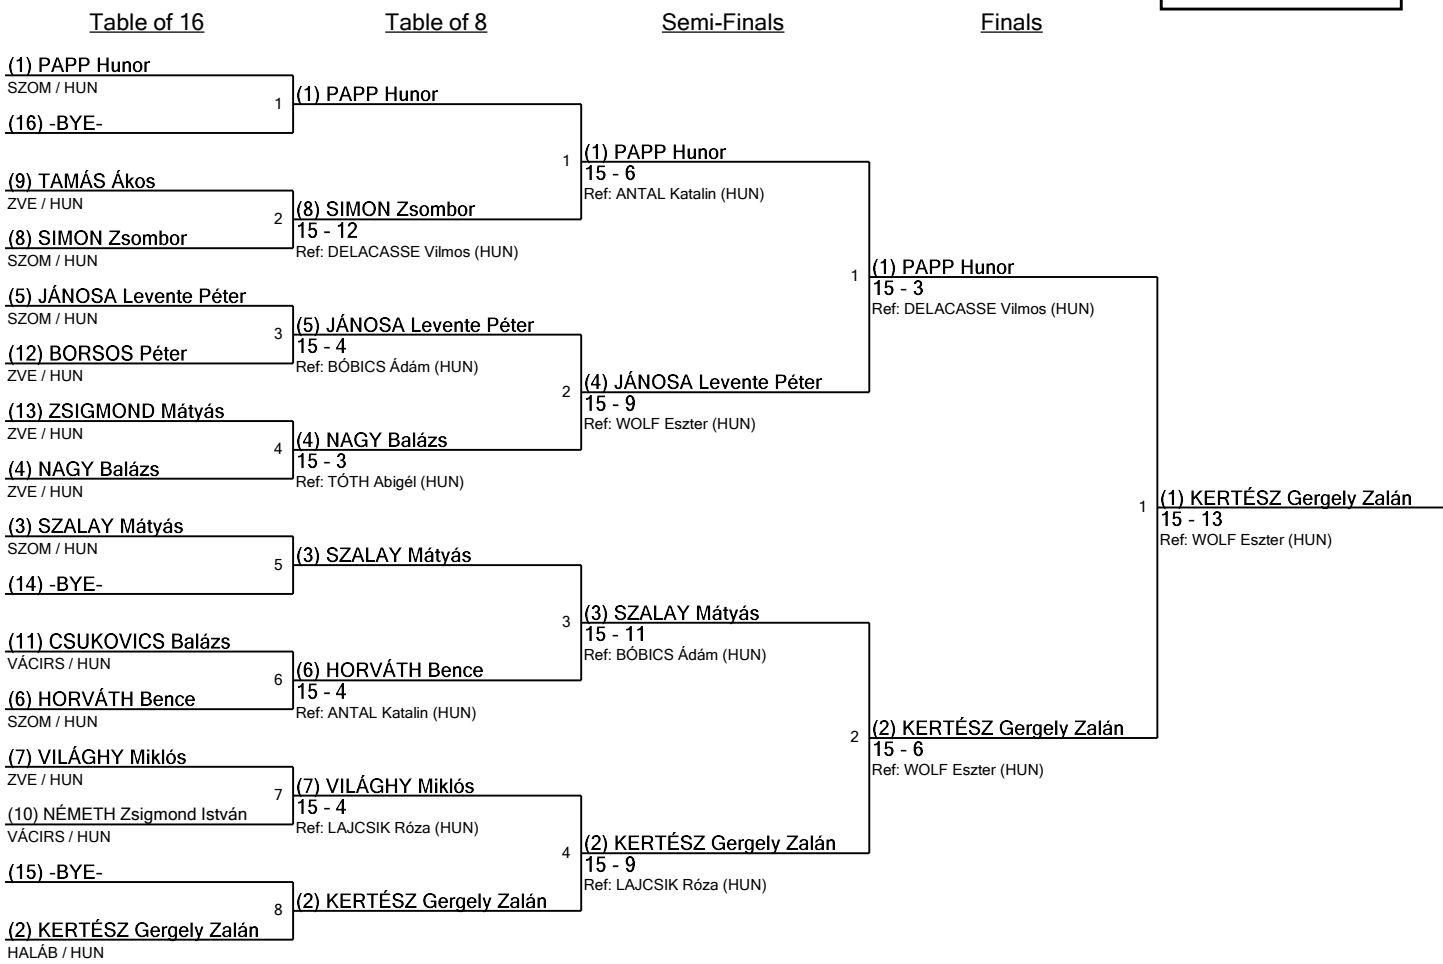 Table of 16
Table of 8
Semi-Finals
Finals
(1) PAPP Hunor
SZOM / HUN
(16) -BYE-
(9) TAMÁS Ákos
ZVE / HUN
(8) SIMON Zsombor
SZOM / HUN
(5) JÁNOSA Levente Péter
SZOM / HUN
(12) BORSOS Péter
ZVE / HUN
(13) ZSIGMOND Mátyás
ZVE / HUN
(4) NAGY Balázs
ZVE / HUN
(3) SZALAY Mátyás
SZOM / HUN
(14) -BYE-
(11) CSUKOVICS Balázs
VÁCIRS / HUN
(6) HORVÁTH Bence
SZOM / HUN
(7) VILÁGHY Miklós
ZVE / HUN
(10) NÉMETH Zsigmond István
VÁCIRS / HUN
(15) -BYE-
(2) KERTÉSZ Gergely Zalán
HALÁB / HUN
1
(1) PAPP Hunor
2
(8) SIMON Zsombor
15 - 12
Ref: DELACASSE Vilmos (HUN)
3
(5) JÁNOSA Levente Péter
15 - 4
Ref: BÓBICS Ádám (HUN)
4
(4) NAGY Balázs
15 - 3
Ref: TÓTH Abigél (HUN)
5
(3) SZALAY Mátyás
6
(6) HORVÁTH Bence
15 - 4
Ref: ANTAL Katalin (HUN)
7
(7) VILÁGHY Miklós
15 - 4
Ref: LAJCSIK Róza (HUN)
8
(2) KERTÉSZ Gergely Zalán
1
(1) PAPP Hunor
15 - 6
Ref: ANTAL Katalin (HUN)
2
(4) JÁNOSA Levente Péter
15 - 9
Ref: WOLF Eszter (HUN)
3
(3) SZALAY Mátyás
15 - 11
Ref: BÓBICS Ádám (HUN)
4
(2) KERTÉSZ Gergely Zalán
15 - 9
Ref: LAJCSIK Róza (HUN)
1
(1) PAPP Hunor
15 - 3
Ref: DELACASSE Vilmos (HUN)
2
(2) KERTÉSZ Gergely Zalán
15 - 6
Ref: WOLF Eszter (HUN)
1
(1) KERTÉSZ Gergely Zalán
15 - 13
Ref: WOLF Eszter (HUN)